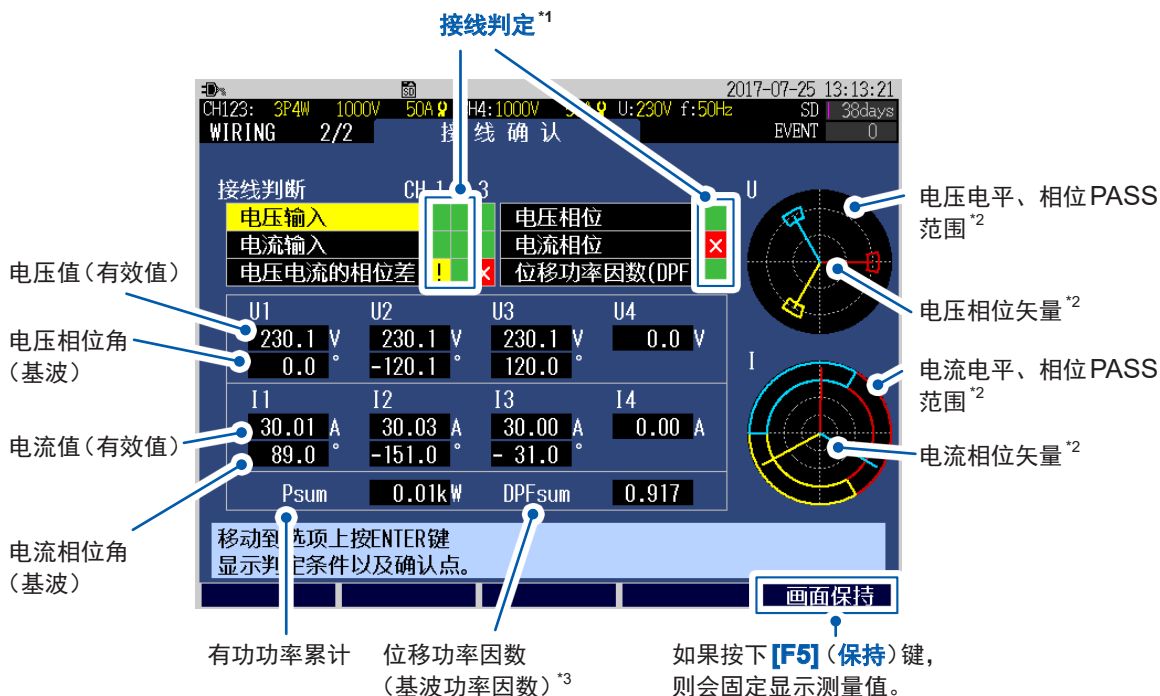 接线判定*1
2017-07-25 13:13:21
CH123: 3P4W 1000V 50A CH4:1000V U:230V f:50Hz SD 38days
WIRING 2/2 接线确认 EVENT 0
接线判断 CH 1 3
电压输入
电流输入
电压电流的相位差 !
电压相位
电流相位
位移功率因数(DPF
U
U1 U2 U3 U4
230.1 V 230.1 V 230.1 V 0.0 V
0.0 ° -120.1 ° 120.0 °
I
I1 I2 I3 I4
30.01 A 30.03 A 30.00 A 0.00 A
89.0 ° -151.0 ° - 31.0 °
Psum 0.01kW DPFsum 0.917
移动到选项上按ENTER键
显示判定条件以及确认点。
画面保持
电压值(有效值)
电压相位角
(基波)
电流值(有效值)
电流相位角
(基波)
电压电平、相位PASS
范围*2
电压相位矢量*2
电流电平、相位PASS
范围*2
电流相位矢量*2
有功功率累计
位移功率因数
(基波功率因数)*3
如果按下[F5](保持)键,
则会固定显示测量值。